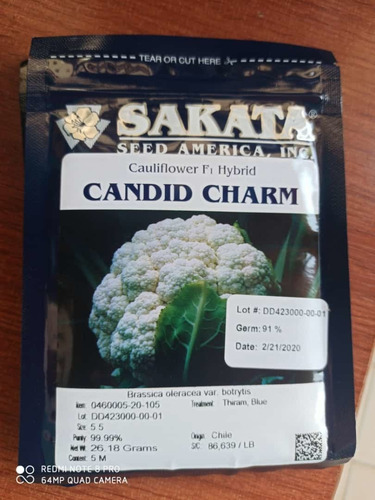 TEAR OR CUT HERE
SAKATA®
SEED AMERICA, INC.
Cauliflower F1 Hybrid
CANDID CHARM
Lot #: DD423000-00-01
Germ: 91 %
Date: 2/21/2020
Brassica oleracea var. botrytis
Item: 0460005-20-105 Treatment: Thiram, Blue
Lot: DD423000-00-01
Size: 5.5
Purity: 99.99% Origin: Chile
Net Wt: 26.18 Grams S/C: 86,639 / LB
Content: 5 M
REDMI NOTE 8 PRO
64MP QUAD CAMERA